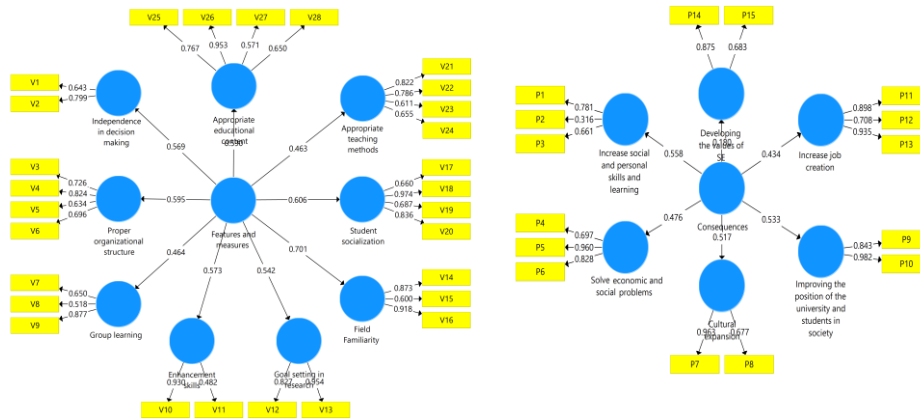 V25
V26
V27
V28
0.767
0.953
0.571
0.650
V1
V2
0.643
0.799
Independence
in decision
making
Appropriate
educational
content
V21
V22
V23
V24
0.822
0.786
0.611
0.655
Appropriate
teaching
methods
0.569
0.463
V3
V4
V5
V6
0.726
0.824
0.634
0.696
Proper
organizational
structure
0.595
Features and
measures
0.606
V17
V18
V19
V20
0.660
0.974
0.687
0.836
Student
socialization
0.464
0.573
0.542
0.701
V7
V8
V9
0.650
0.518
0.877
Group learning
V14
V15
V16
0.873
0.600
0.918
Field
Familiarity
Enhancement
skills
0.930
0.482
V10
V11
Goal setting in
research
0.827
0.954
V12
V13
P14
P15
0.875
0.683
Developing the
values of
SE
0.180
P1
P2
P3
0.781
0.316
0.661
Increase social
and personal
skills and
learning
P11
P12
P13
0.898
0.708
0.935
Increase job
creation
0.558
0.434
Consequences
0.476
0.517
0.533
P4
P5
P6
0.697
0.960
0.828
Solve economic and
social problems
P9
P10
0.843
0.982
Improving the
position of the
university and
students in
society
Cultural
expansion
0.963
0.677
P7
P8